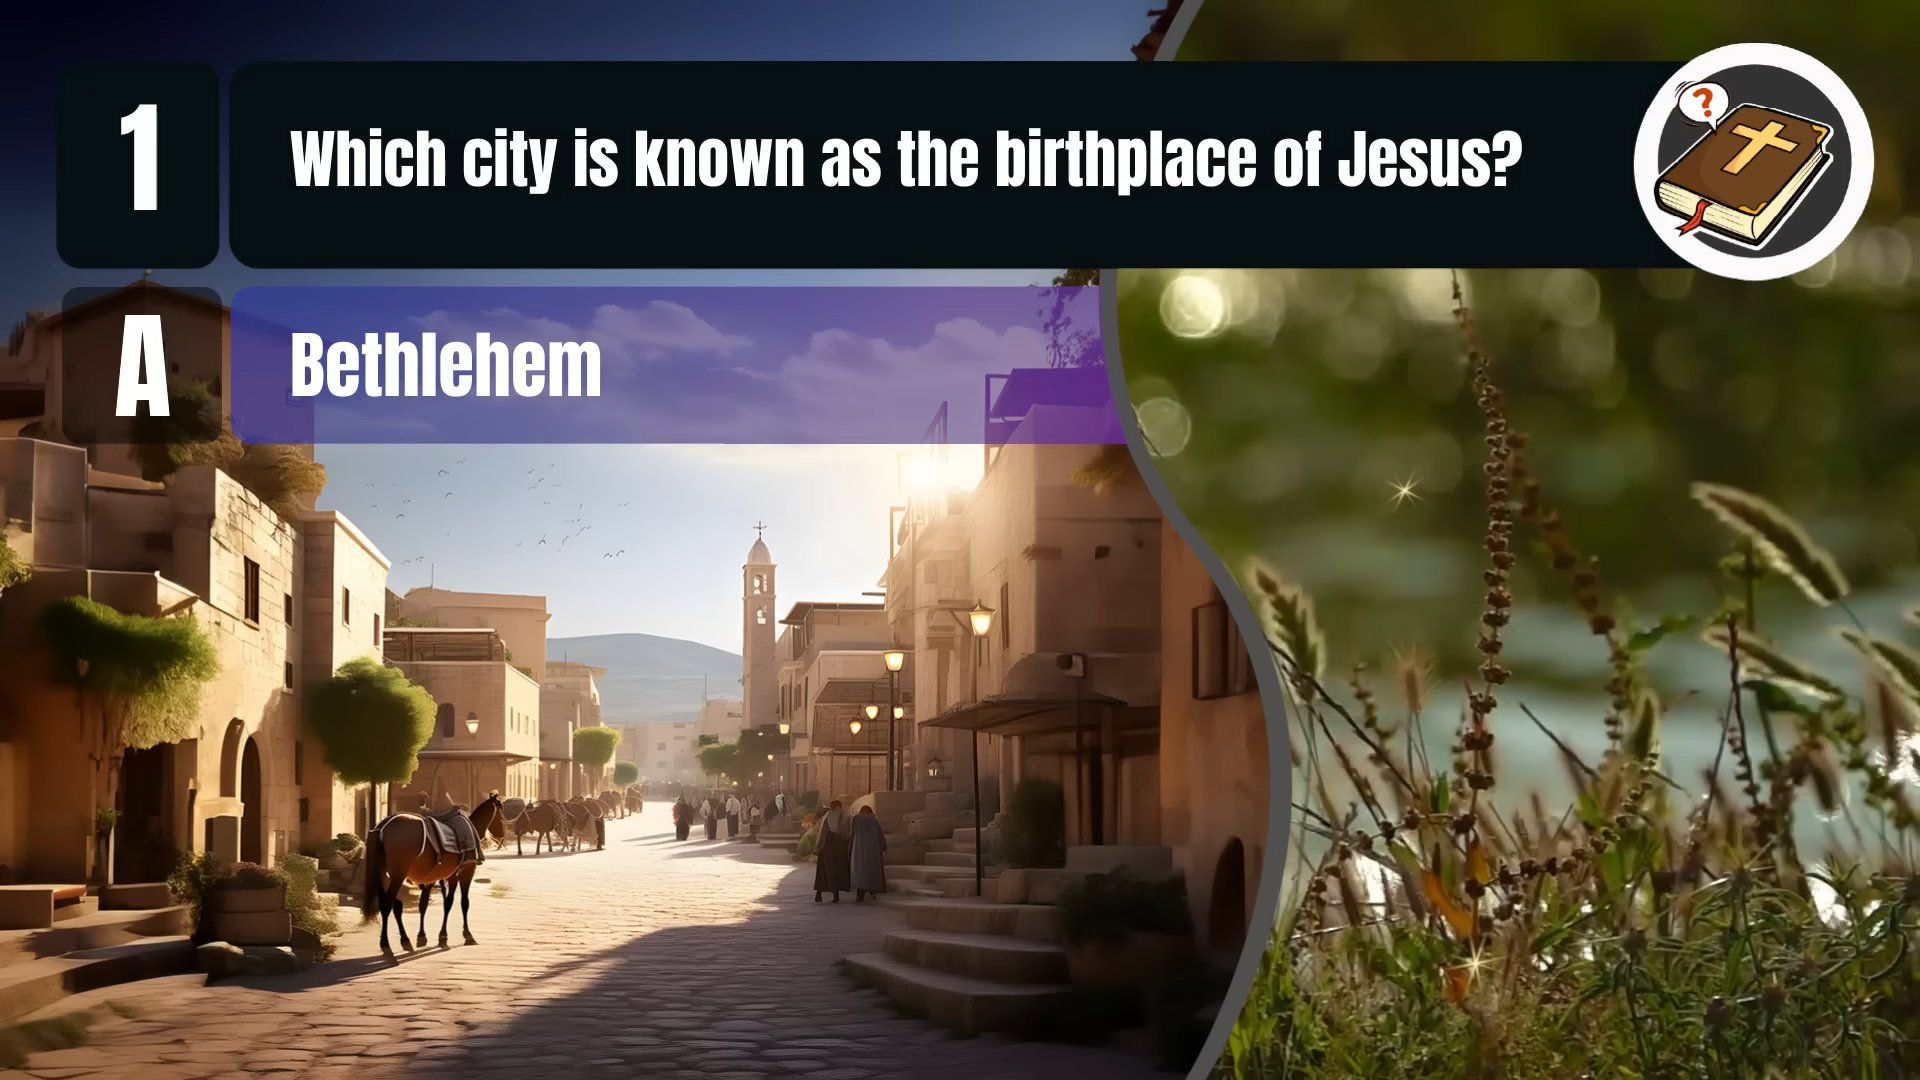 1
Which city is known as the birthplace of Jesus?
?
A
Bethlehem